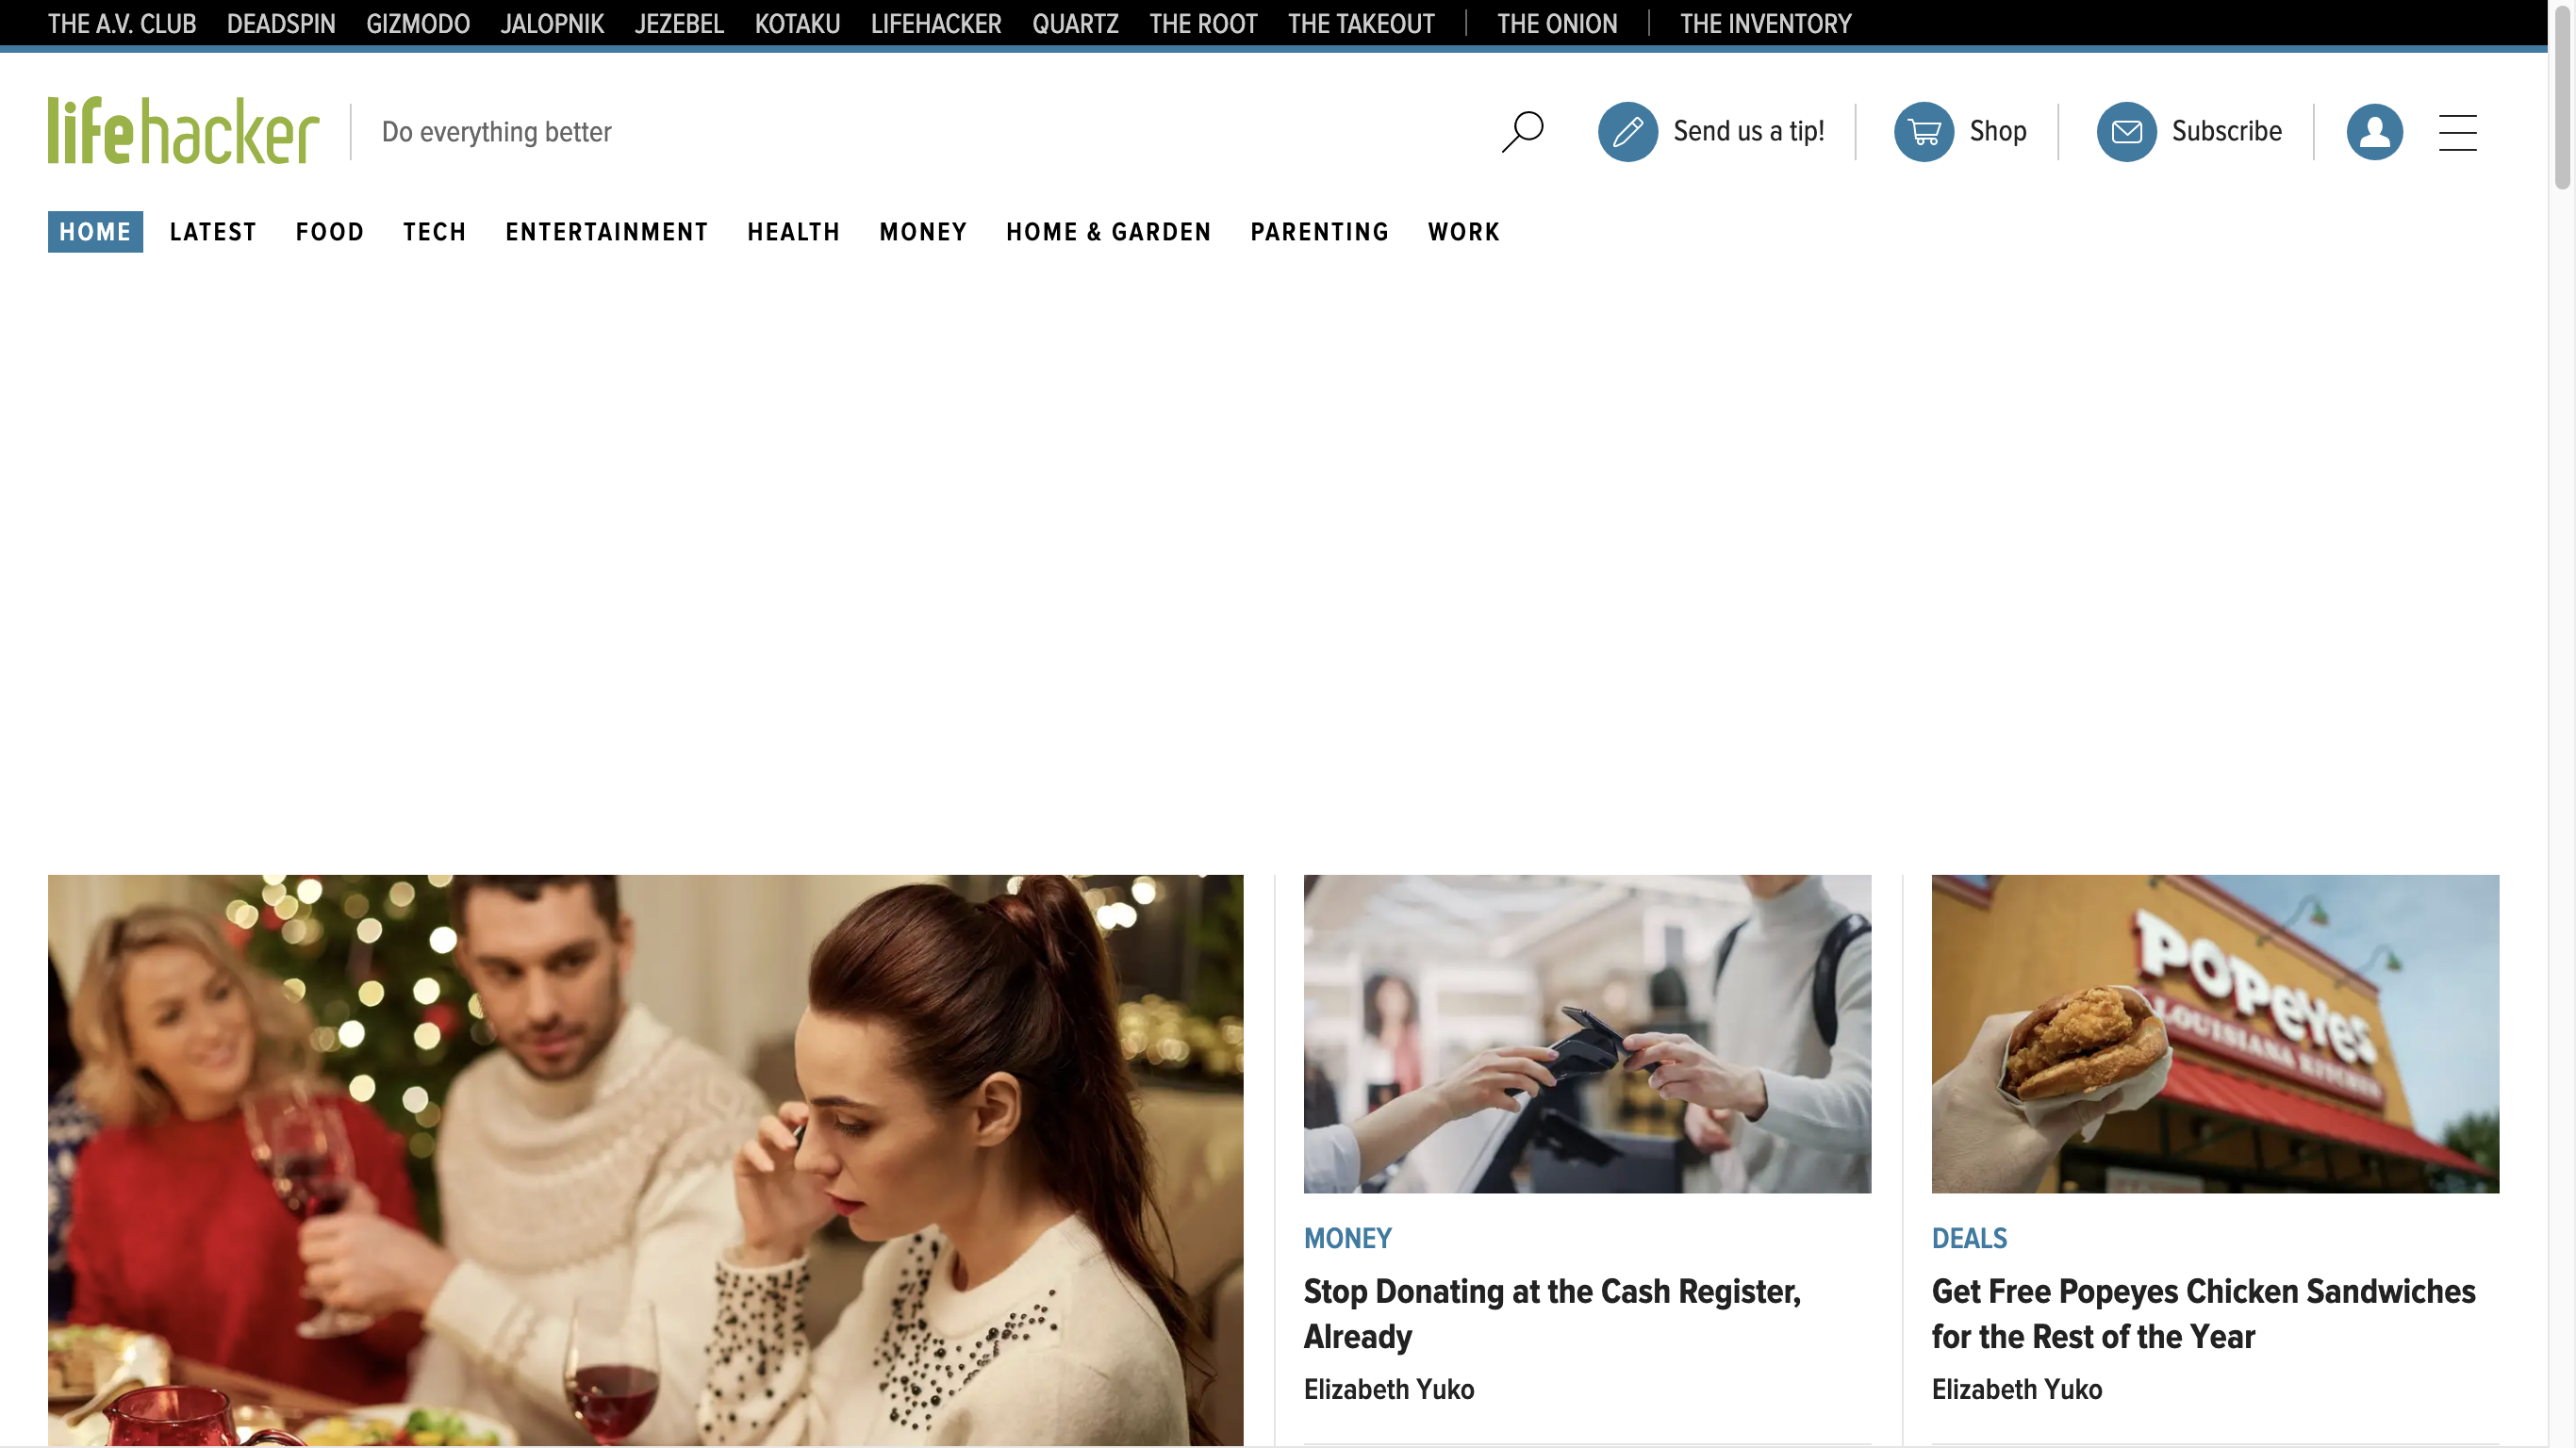 THE A.V. CLUB DEADSPIN GIZMODO JALOPNIK JEZEBEL KOTAKU LIFEHACKER QUARTZ THE ROOT THE TAKEOUT THE ONION THE INVENTORY
lifehacker Do everything better Send us a tip! Shop Subscribe
HOME LATEST FOOD TECH ENTERTAINMENT HEALTH MONEY HOME & GARDEN PARENTING WORK
POPEYES
LOUISIANA KITCHEN
MONEY
Stop Donating at the Cash Register,
Already
Elizabeth Yuko
DEALS
Get Free Popeyes Chicken Sandwiches
for the Rest of the Year
Elizabeth Yuko